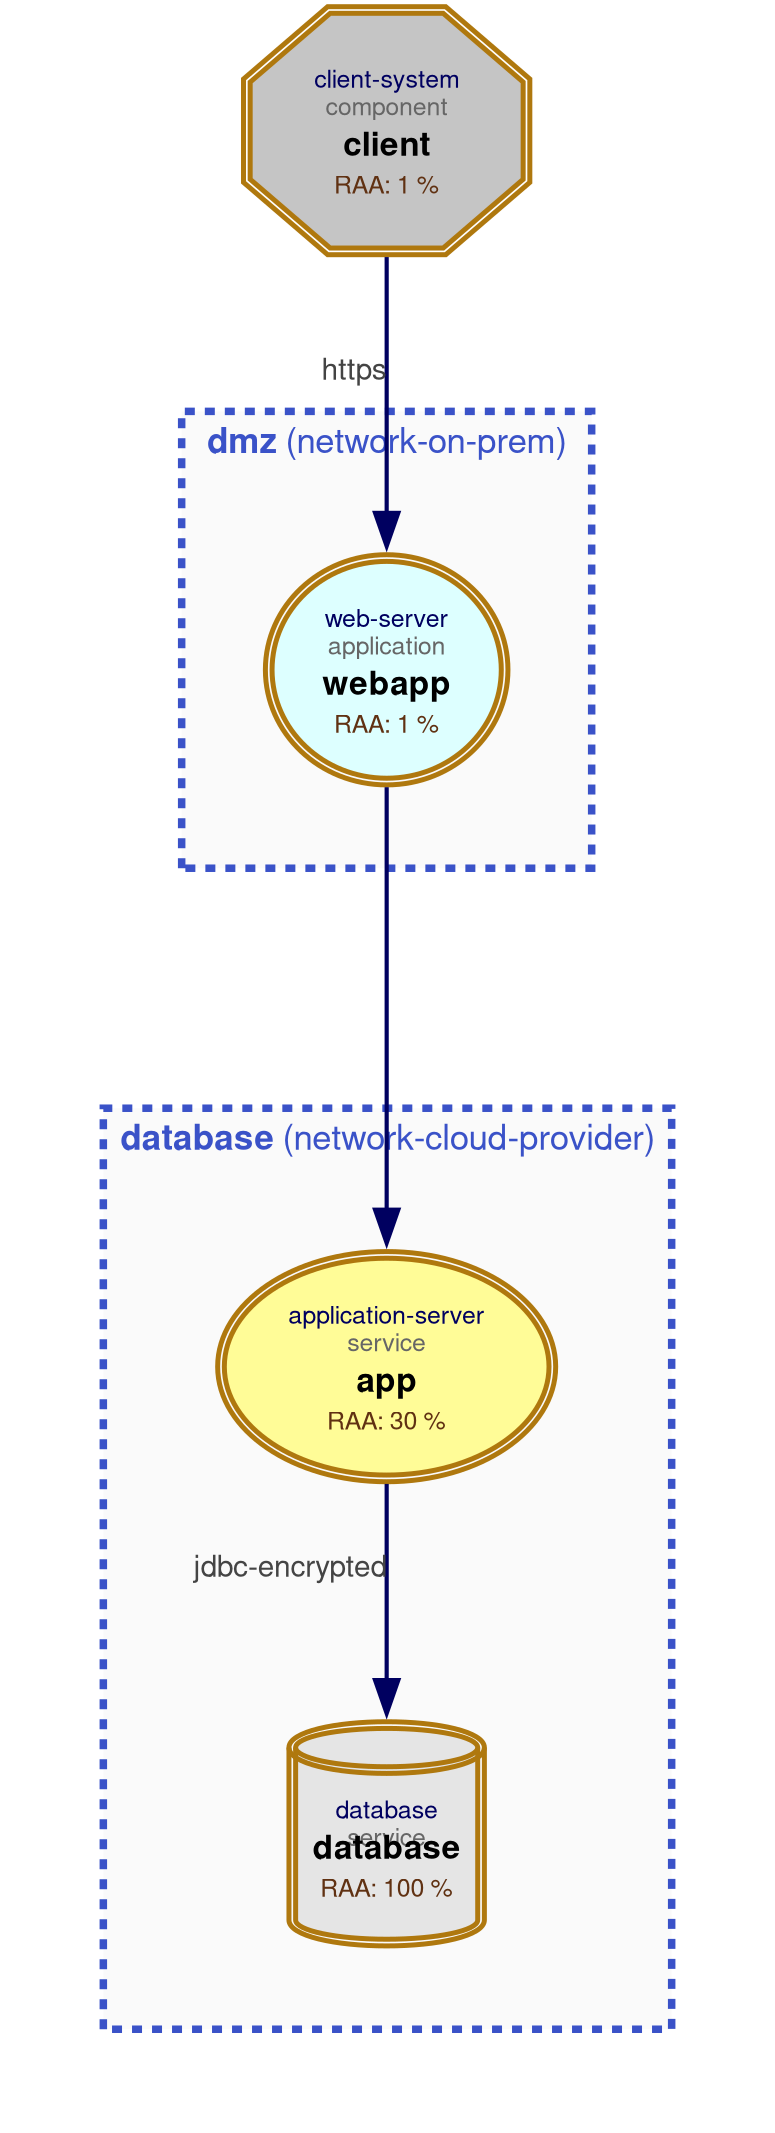 client-system
component
client
RAA: 1 %
https
dmz (network-on-prem)
web-server
application
webapp
RAA: 1 %
database (network-cloud-provider)
application-server
service
app
RAA: 30 %
jdbc-encrypted
database
service
database
RAA: 100 %